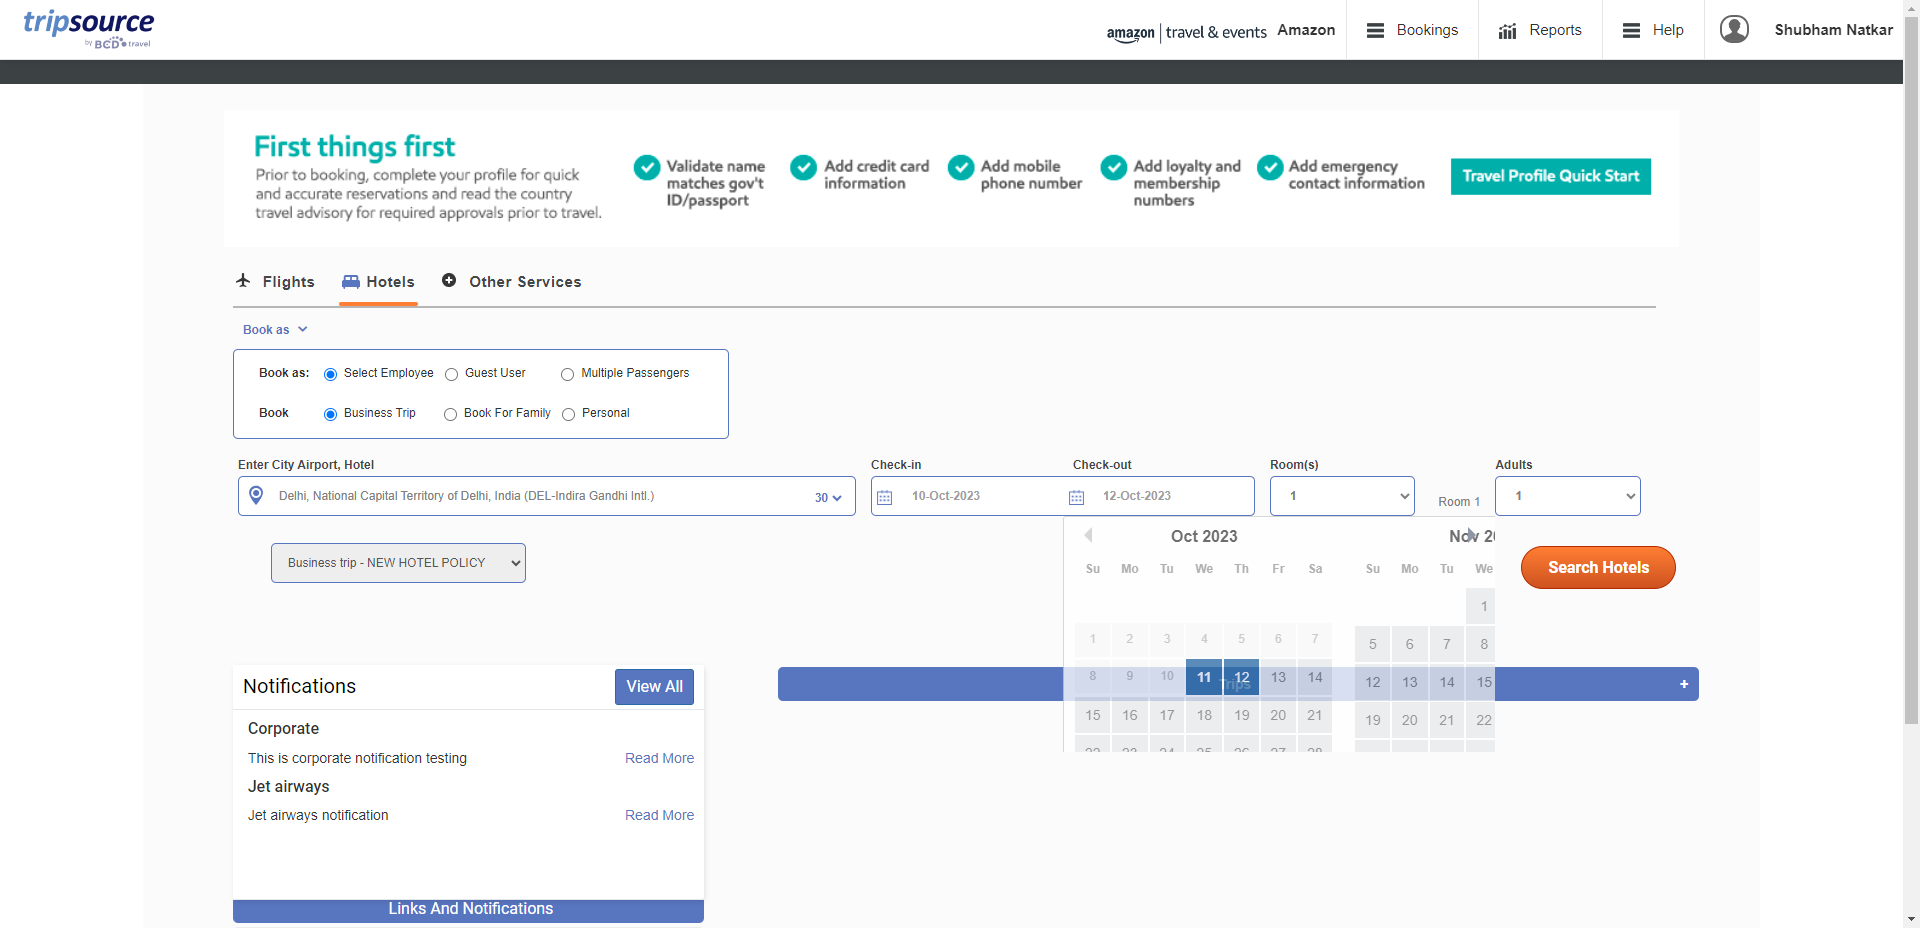 tripsource
by BCD travel
amazon | travel & events Amazon
Bookings
Reports
Help
Shubham Natkar
First things first
Prior to booking, complete your profile for quick
and accurate reservations and read the country
travel advisory for required approvals prior to travel.
Validate name
matches gov't
ID/passport
Add credit card
information
Add mobile
phone number
Add loyalty and
membership
numbers
Add emergency
contact information
Travel Profile Quick Start
Flights
Hotels
Other Services
Book as
Book as: Select Employee Guest User Multiple Passengers
Book Business Trip Book For Family Personal
Enter City Airport, Hotel
Check-in
Check-out
Room(s)
Adults
Delhi, National Capital Territory of Delhi, India (DEL-Indira Gandhi Intl.)
30
10-Oct-2023
12-Oct-2023
1
Room 1
1
Business trip - NEW HOTEL POLICY
Oct 2023
Su Mo Tu We Th Fr Sa
1 2 3 4 5 6 7
8 9 10 11 12 13 14
15 16 17 18 19 20 21
22 23 24 25 26 27 28
Nov 20
Su Mo Tu We
1
5 6 7 8
12 13 14 15
19 20 21 22
Search Hotels
Trips
+
Notifications
View All
Corporate
This is corporate notification testing
Read More
Jet airways
Jet airways notification
Read More
Links And Notifications